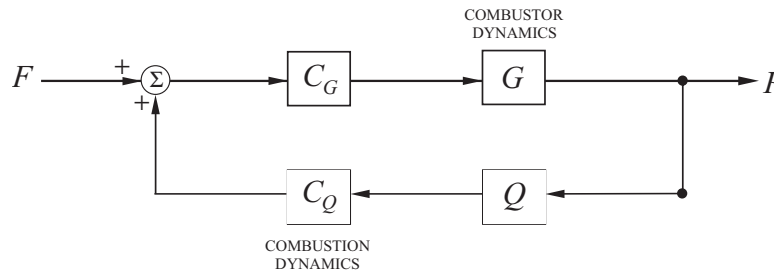 COMBUSTOR
DYNAMICS
F + Σ C_G G
+
C_Q Q
COMBUSTION
DYNAMICS